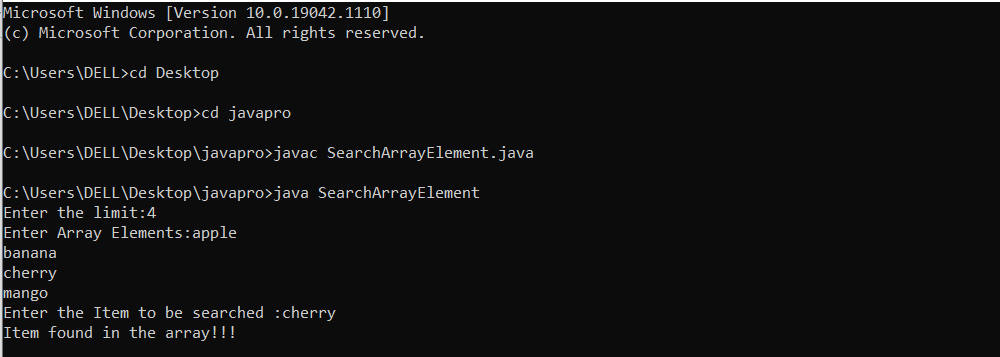 Microsoft Windows [Version 10.0.19042.1110]
(c) Microsoft Corporation. All rights reserved.
C:\Users\DELL>cd Desktop
C:\Users\DELL\Desktop>cd javapro
C:\Users\DELL\Desktop\javapro>javac SearchArrayElement.java
C:\Users\DELL\Desktop\javapro>java SearchArrayElement
Enter the limit:4
Enter Array Elements:apple
banana
cherry
mango
Enter the Item to be searched :cherry
Item found in the array!!!